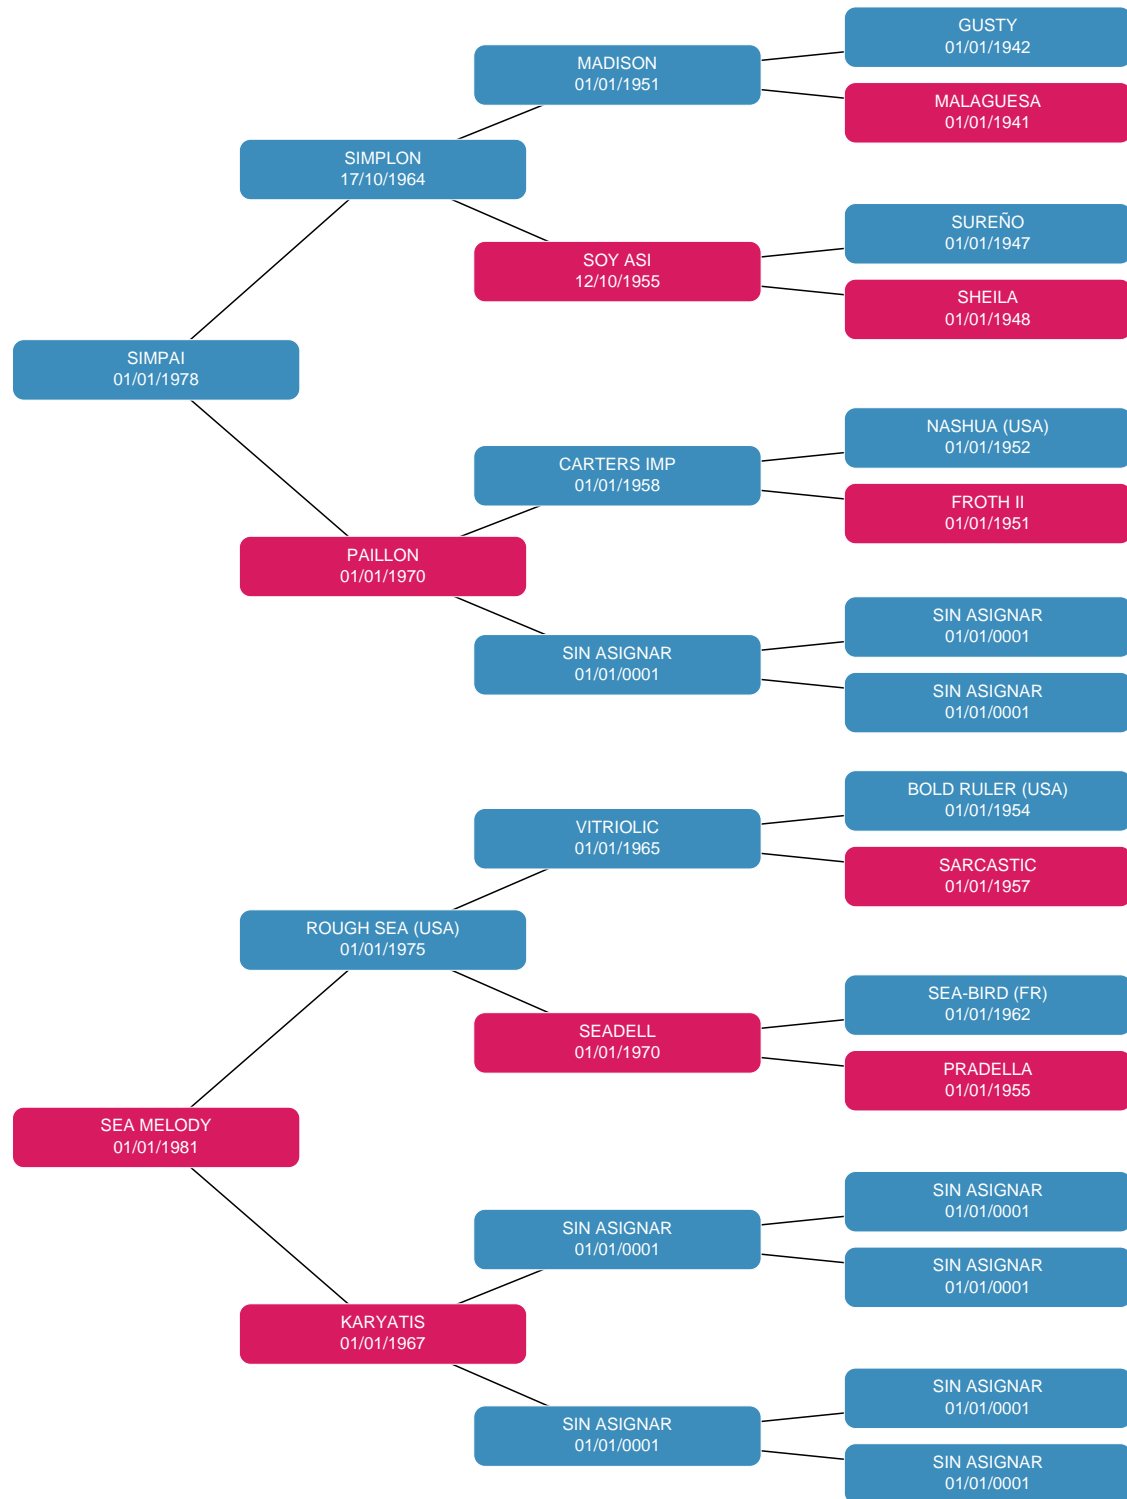 GUSTY
01/01/1942
MADISON
01/01/1951
MALAGUESA
01/01/1941
SIMPLON
17/10/1964
SUREÑO
01/01/1947
SOY ASI
12/10/1955
SHEILA
01/01/1948
SIMPAI
01/01/1978
NASHUA (USA)
01/01/1952
CARTERS IMP
01/01/1958
FROTH II
01/01/1951
PAILLON
01/01/1970
SIN ASIGNAR
01/01/0001
SIN ASIGNAR
01/01/0001
SIN ASIGNAR
01/01/0001
BOLD RULER (USA)
01/01/1954
VITRIOLIC
01/01/1965
SARCASTIC
01/01/1957
ROUGH SEA (USA)
01/01/1975
SEA-BIRD (FR)
01/01/1962
SEADELL
01/01/1970
PRADELLA
01/01/1955
SEA MELODY
01/01/1981
SIN ASIGNAR
01/01/0001
SIN ASIGNAR
01/01/0001
SIN ASIGNAR
01/01/0001
KARYATIS
01/01/1967
SIN ASIGNAR
01/01/0001
SIN ASIGNAR
01/01/0001
SIN ASIGNAR
01/01/0001